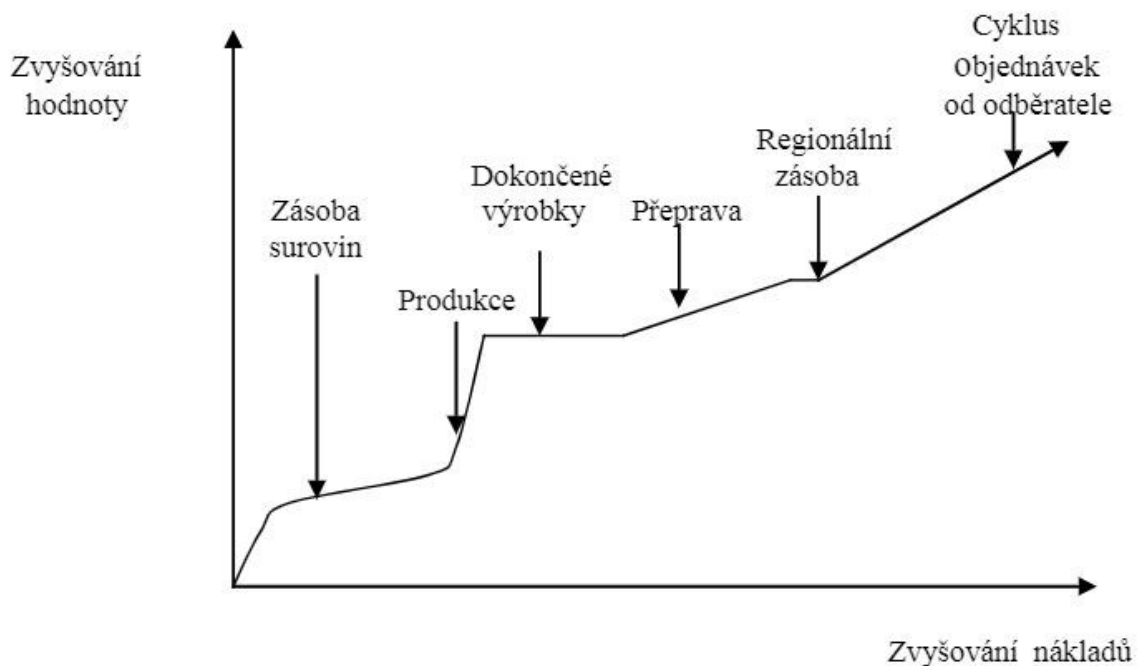 Zvyšování
hodnoty
Zásoba
surovin
Produkce
Dokončené
výrobky
Přeprava
Regionální
zásoba
Cyklus
Objednávek
od odběratele
Zvyšování nákladů